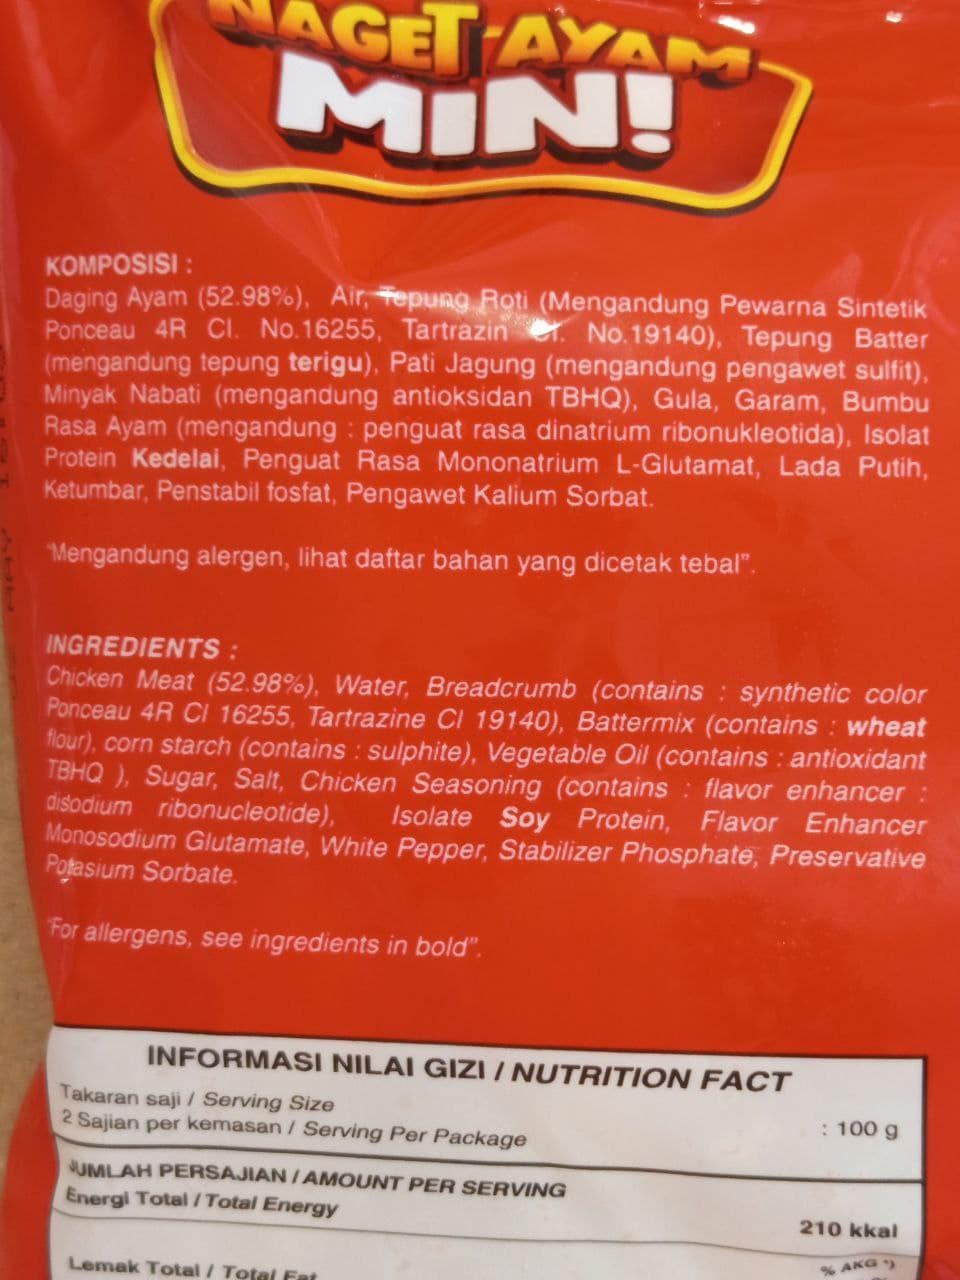 NAGET AYAM
MINI!
KOMPOSISI :
Daging Ayam (52.98%), Air, Tepung Roti (Mengandung Pewarna Sintetik
Ponceau 4R CI. No.16255, Tartrazin CI. No.19140), Tepung Batter
(mengandung tepung terigu), Pati Jagung (mengandung pengawet sulfit),
Minyak Nabati (mengandung antioksidan TBHQ), Gula, Garam, Bumbu
Rasa Ayam (mengandung : penguat rasa dinatrium ribonukleotida), Isolat
Protein Kedelai, Penguat Rasa Mononatrium L-Glutamat, Lada Putih,
Ketumbar, Penstabil fosfat, Pengawet Kalium Sorbat.
"Mengandung alergen, lihat daftar bahan yang dicetak tebal".
INGREDIENTS :
Chicken Meat (52.98%), Water, Breadcrumb (contains : synthetic color
Ponceau 4R CI 16255, Tartrazine CI 19140), Battermix (contains : wheat
flour), corn starch (contains : sulphite), Vegetable Oil (contains : antioxidant
TBHQ ), Sugar, Salt, Chicken Seasoning (contains : flavor enhancer :
disodium ribonucleotide), Isolate Soy Protein, Flavor Enhancer
Monosodium Glutamate, White Pepper, Stabilizer Phosphate, Preservative
Potasium Sorbate.
"For allergens, see ingredients in bold".
INFORMASI NILAI GIZI / NUTRITION FACT
Takaran saji / Serving Size : 100 g
2 Sajian per kemasan / Serving Per Package
JUMLAH PERSAJIAN / AMOUNT PER SERVING
Energi Total / Total Energy 210 kkal
% AKG *)
Lemak Total / Total Fat